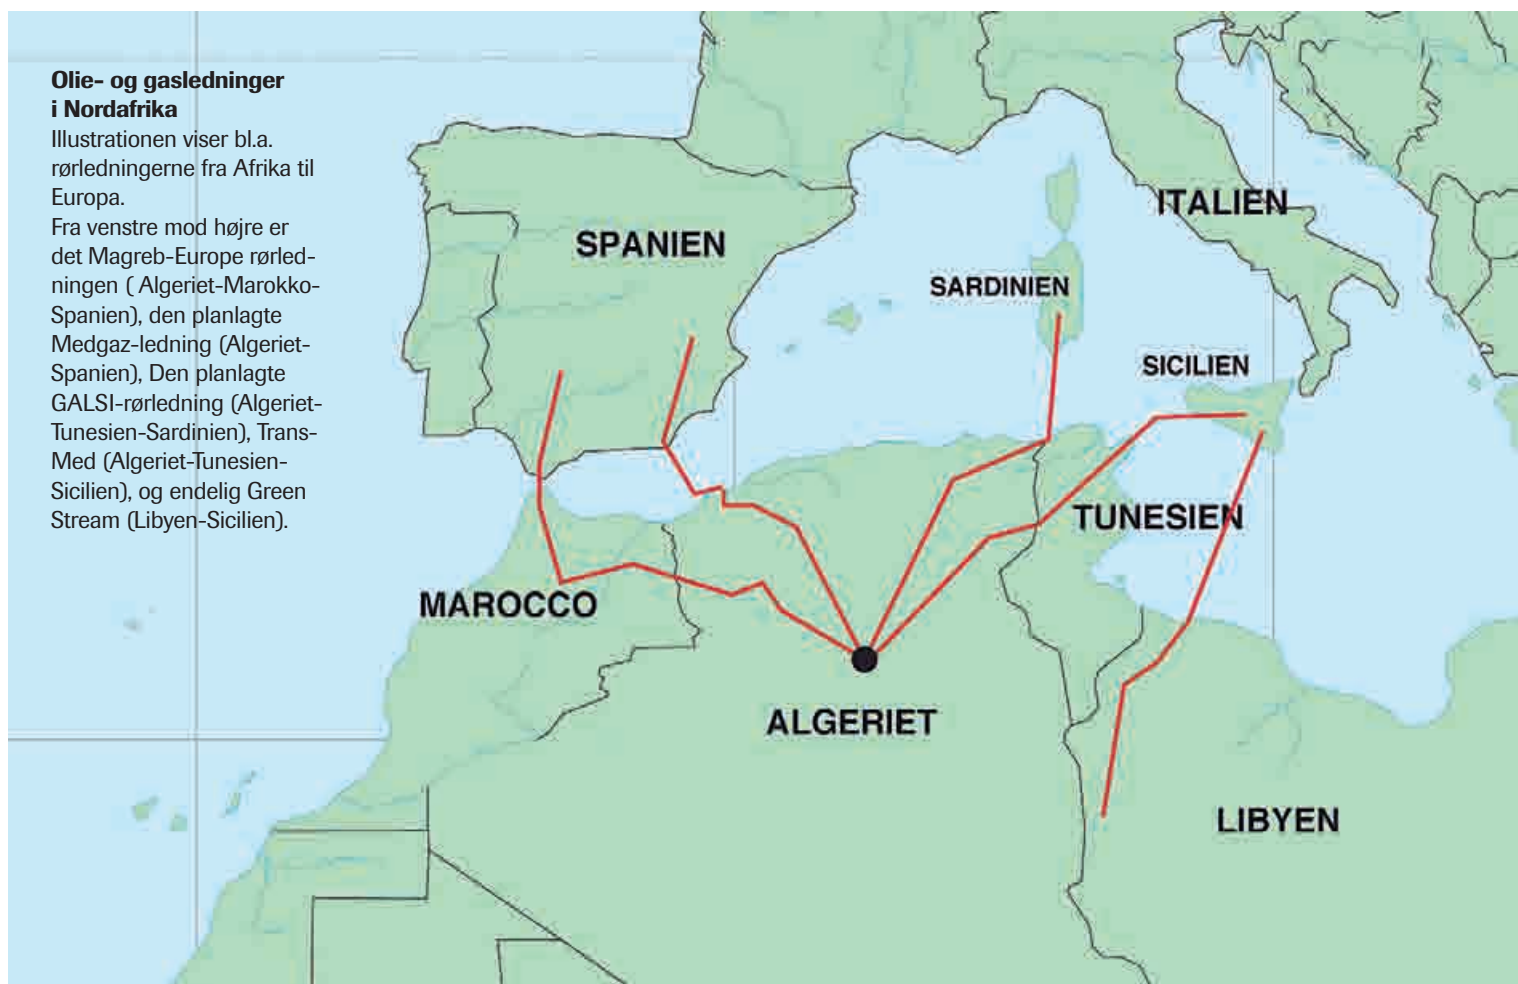 Olie- og gasledninger
i Nordafrika
Illustrationen viser bl.a.
rørledningerne fra Afrika til
Europa.
Fra venstre mod højre er
det Magreb-Europe rørled-
ningen ( Algeriet-Marokko-
Spanien), den planlagte
Medgaz-ledning (Algeriet-
Spanien), Den planlagte
GALSI-rørledning (Algeriet-
Tunesien-Sardinien), Trans-
Med (Algeriet-Tunesien-
Sicilien), og endelig Green
Stream (Libyen-Sicilien).
ITALIEN
SPANIEN
SARDINIEN
SICILIEN
TUNESIEN
MAROCCO
ALGERIET
LIBYEN